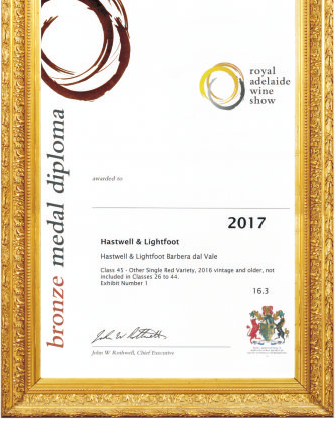 royal
adelaide
wine
show
bronze medal diploma
awarded to
2017
Hastwell & Lightfoot
Hastwell & Lightfoot Barbera dal Vale
Class 45 - Other Single Red Variety, 2016 vintage and older, not
included in Classes 26 to 44.
Exhibit Number 1
16.3
John W. Rothwell, Chief Executive